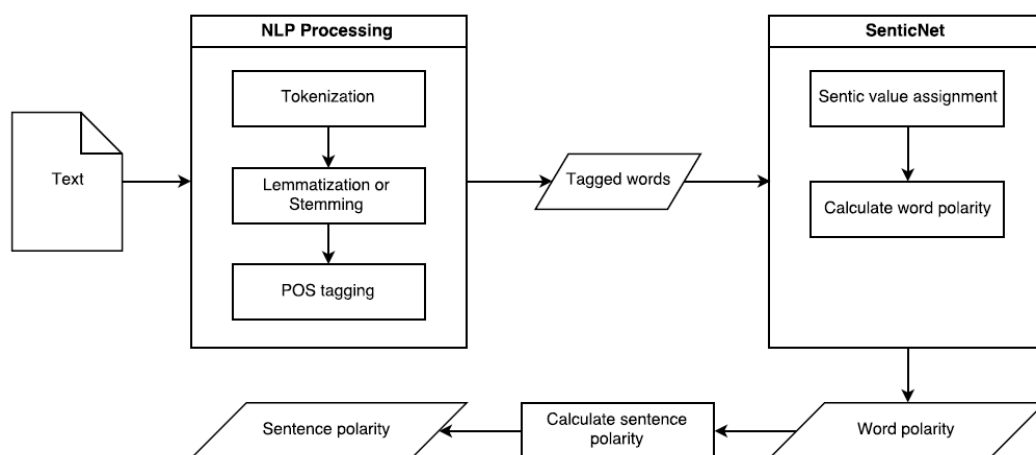 NLP Processing
SenticNet
Text
Tokenization
Lemmatization or
Stemming
POS tagging
Tagged words
Sentic value assignment
Calculate word polarity
Word polarity
Calculate sentence
polarity
Sentence polarity